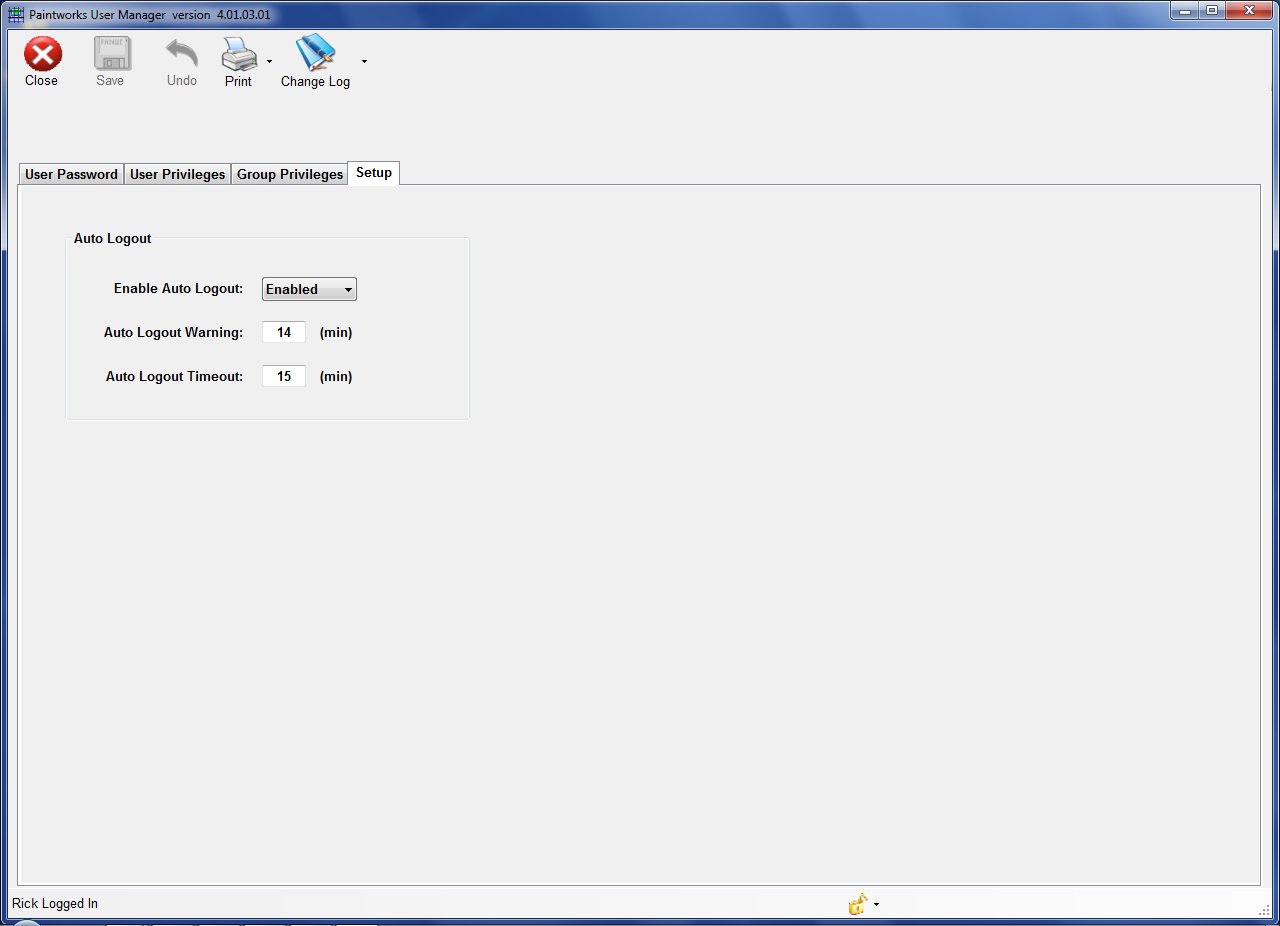 Paintworks User Manager version 4.01.03.01
FANUC
Close Save Undo Print Change Log
User Password User Privileges Group Privileges Setup
Auto Logout
Enable Auto Logout: Enabled
Auto Logout Warning: 14 (min)
Auto Logout Timeout: 15 (min)
Rick Logged In